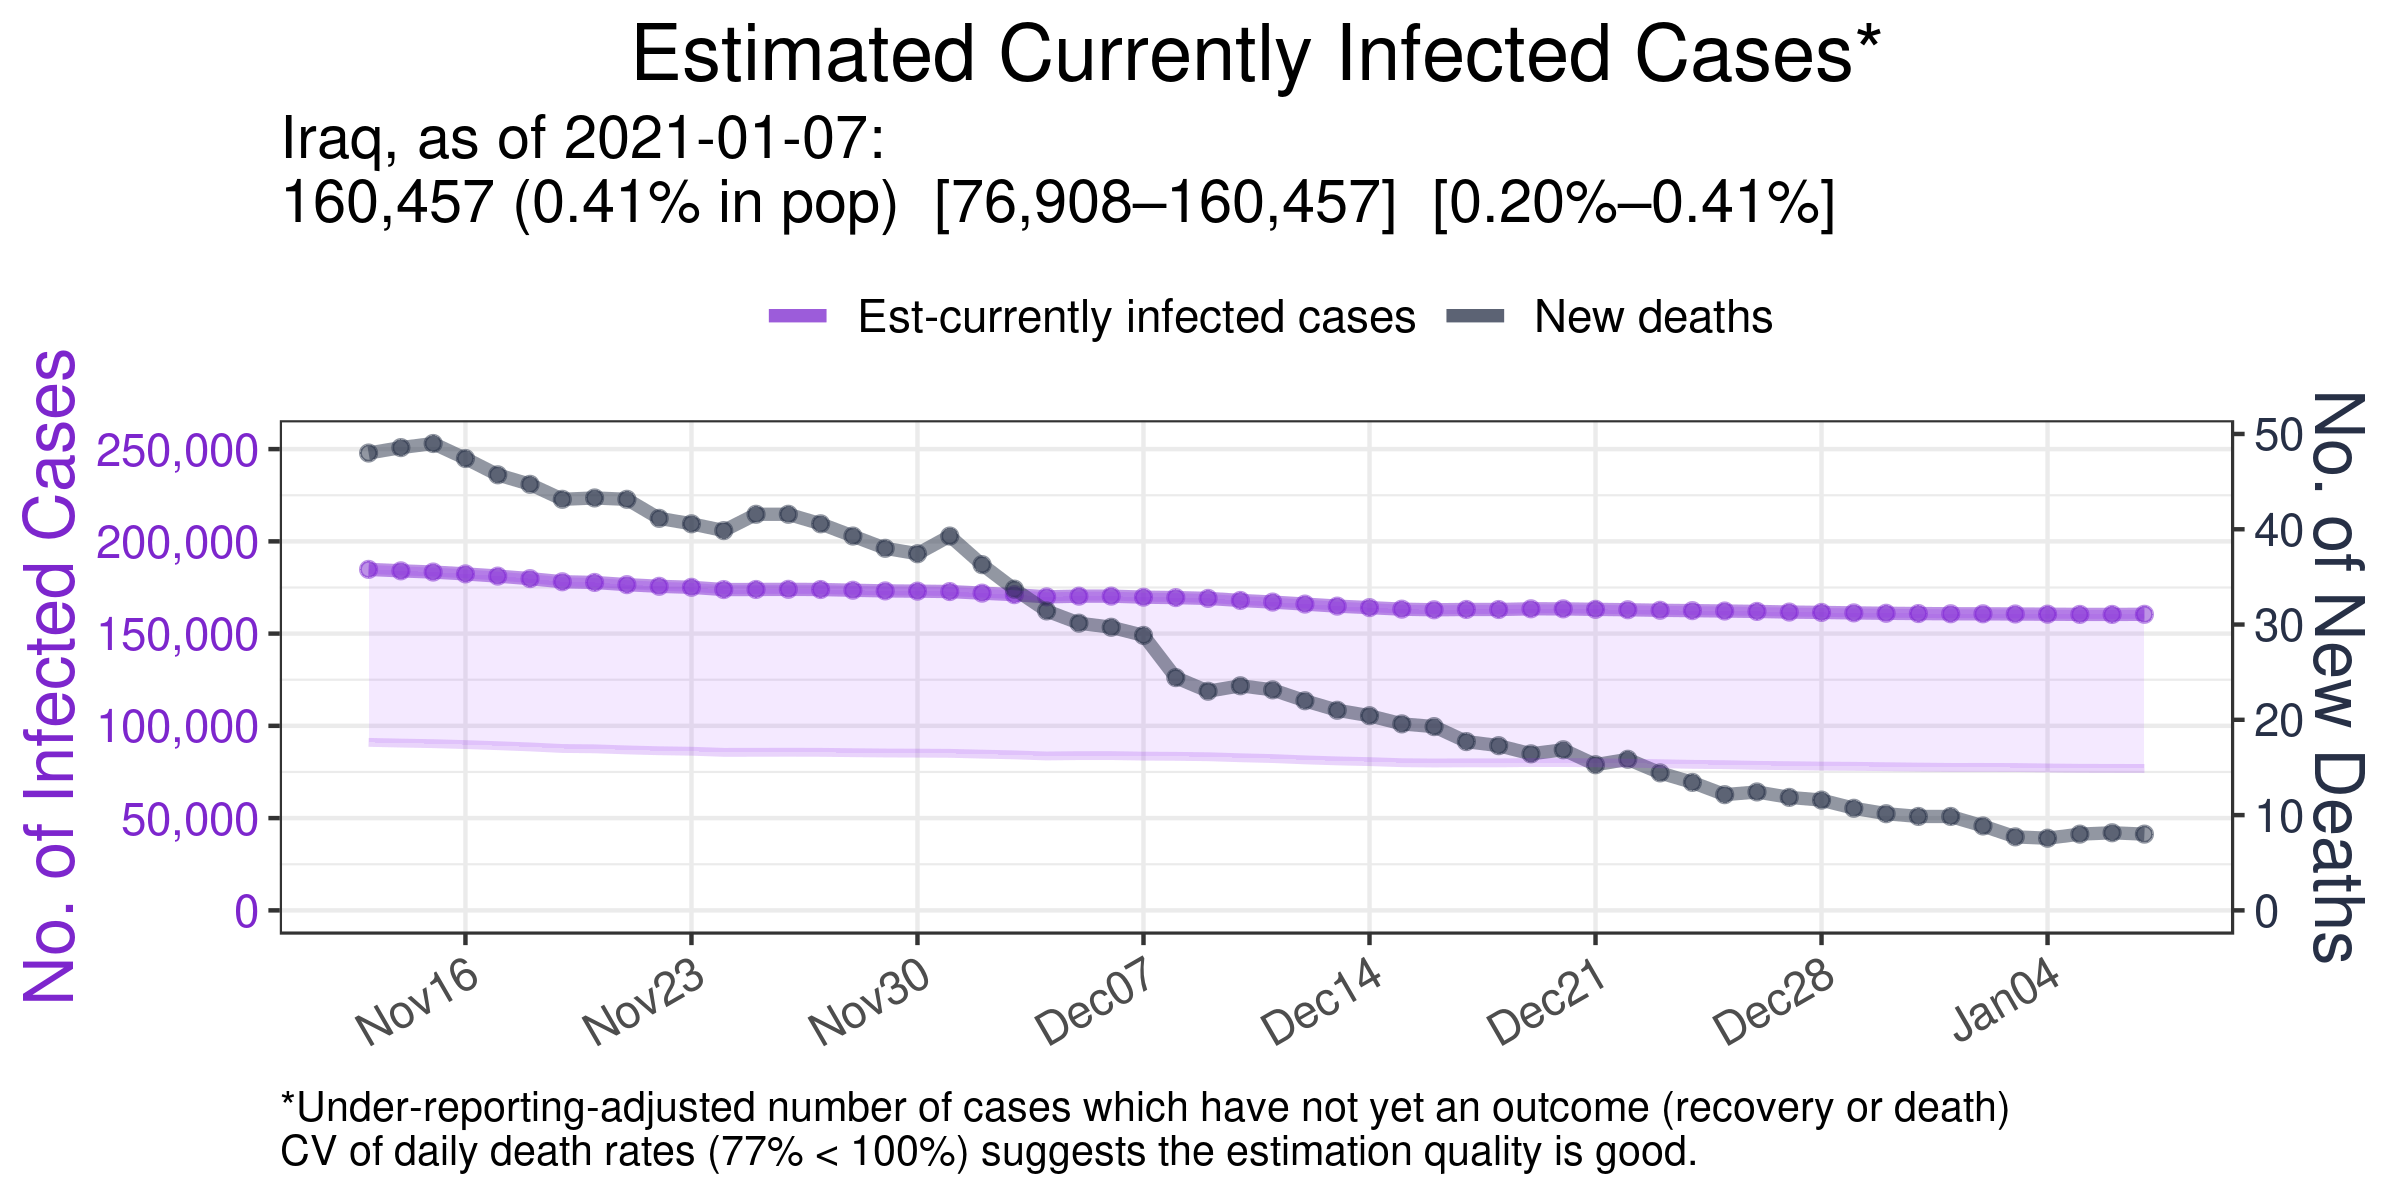 Estimated Currently Infected Cases*
Iraq, as of 2021-01-07:
160,457 (0.41% in pop)  [76,908–160,457]  [0.20%–0.41%]
Est-currently infected cases
New deaths
No. of Infected Cases
250,000
200,000
150,000
100,000
50,000
0
50
40
30
20
10
0
No. of New Deaths
Nov16
Nov23
Nov30
Dec07
Dec14
Dec21
Dec28
Jan04
*Under-reporting-adjusted number of cases which have not yet an outcome (recovery or death)
CV of daily death rates (77% < 100%) suggests the estimation quality is good.